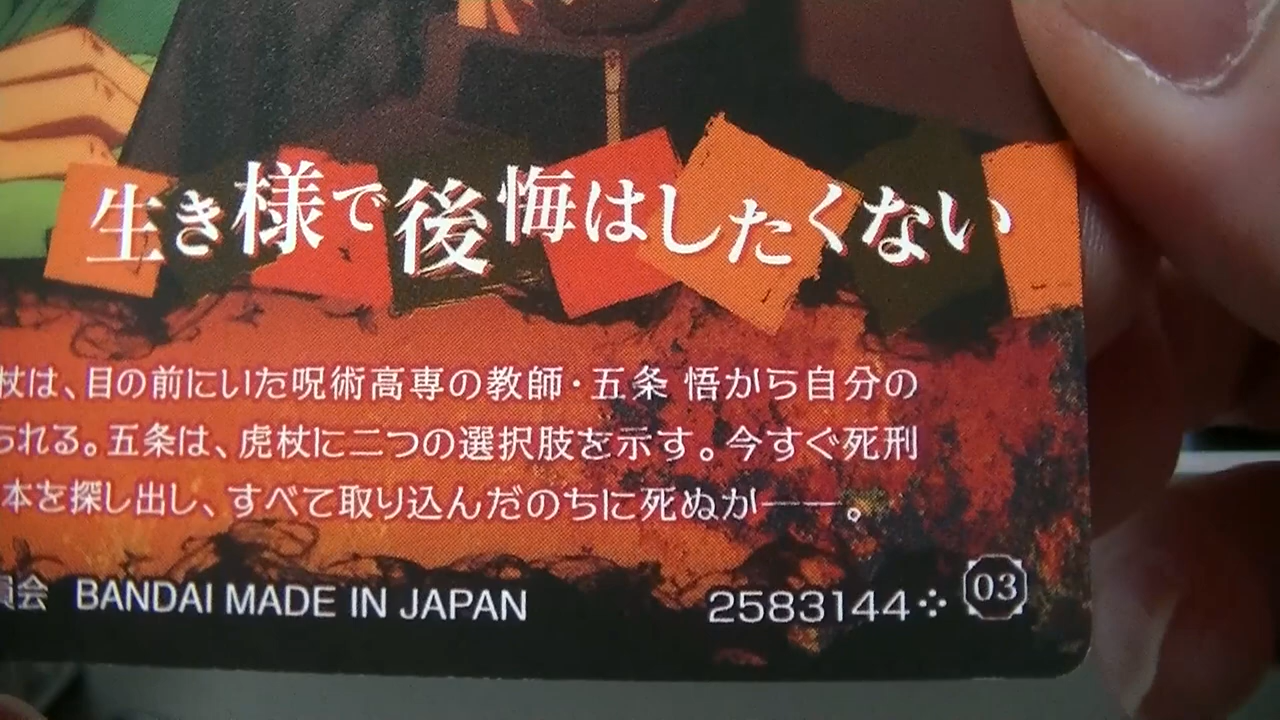 生き様で後悔はしたくない
杖は、目の前にいた呪術高専の教師・五条 悟から自分の
られる。五条は、虎杖に二つの選択肢を示す。今すぐ死刑
本を探し出し、すべて取り込んだのちに死ぬか――。
員会 BANDAI MADE IN JAPAN 2583144 03